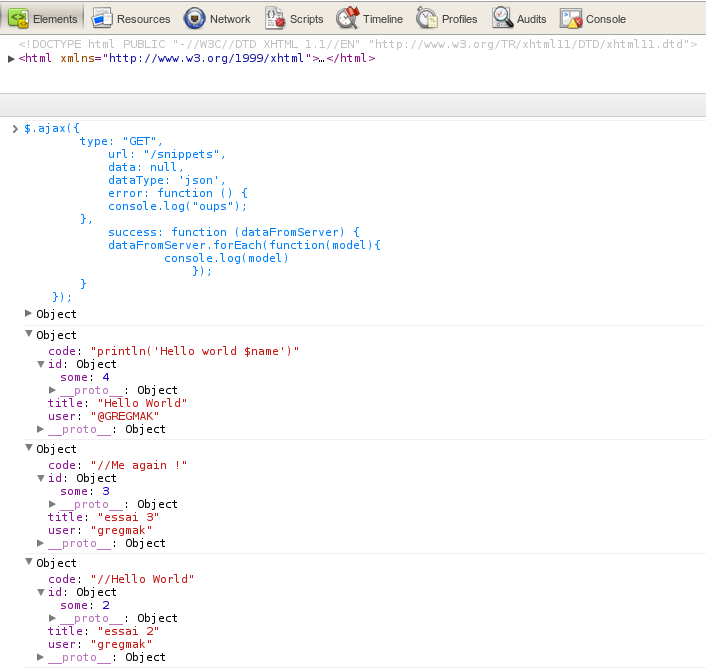 Elements Resources Network Scripts Timeline Profiles Audits Console
<!DOCTYPE html PUBLIC "-//W3C//DTD XHTML 1.1//EN" "http://www.w3.org/TR/xhtml11/DTD/xhtml11.dtd">
▶<html xmlns="http://www.w3.org/1999/xhtml">…</html>
> $.ajax({
type: "GET",
url: "/snippets",
data: null,
dataType: 'json',
error: function () {
console.log("oups");
},
success: function (dataFromServer) {
dataFromServer.forEach(function(model){
console.log(model)
});
}
});
▶Object
▼Object
code: "println('Hello world $name')"
▼id: Object
some: 4
▶__proto__: Object
title: "Hello World"
user: "@GREGMAK"
▶__proto__: Object
▼Object
code: "//Me again !"
▼id: Object
some: 3
▶__proto__: Object
title: "essai 3"
user: "gregmak"
▶__proto__: Object
▼Object
code: "//Hello World"
▼id: Object
some: 2
▶__proto__: Object
title: "essai 2"
user: "gregmak"
▶__proto__: Object